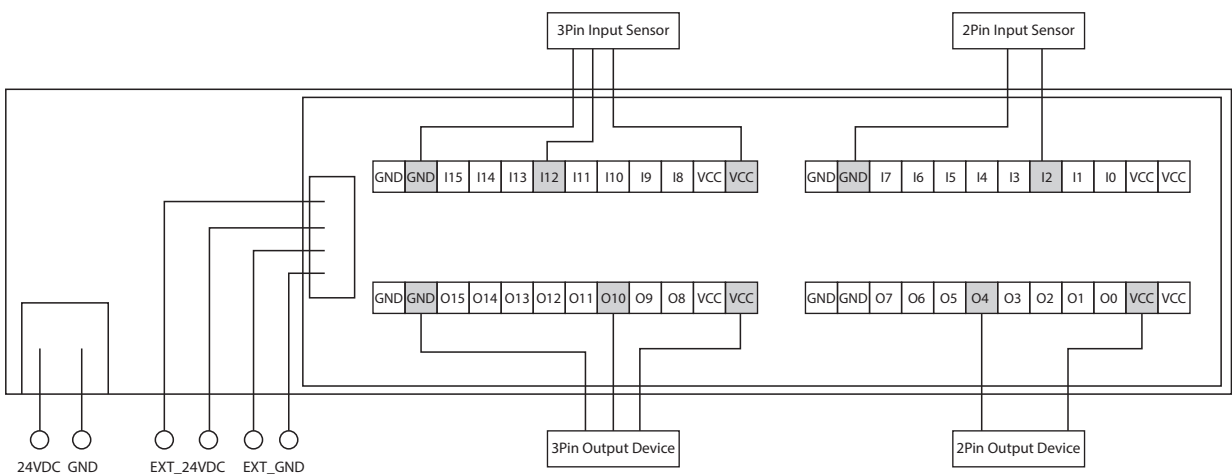 3Pin Input Sensor 2Pin Input Sensor
GND GND I15 I14 I13 I12 I11 I10 I9 I8 VCC VCC GND GND I7 I6 I5 I4 I3 I2 I1 I0 VCC VCC
GND GND O15 O14 O13 O12 O11 O10 O9 O8 VCC VCC GND GND O7 O6 O5 O4 O3 O2 O1 O0 VCC VCC
3Pin Output Device 2Pin Output Device
24VDC GND EXT_24VDC EXT_GND